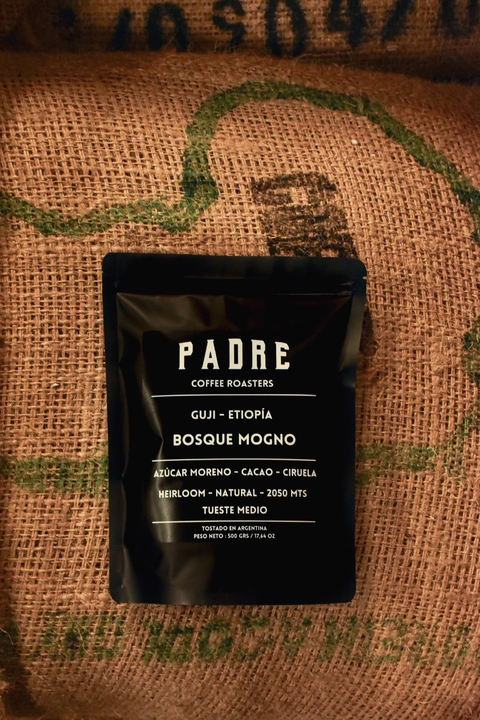 PADRE
COFFEE ROASTERS
GUJI - ETIOPÍA
BOSQUE MOGNO
AZÚCAR MORENO - CACAO - CIRUELA
HEIRLOOM - NATURAL - 2050 MTS
TUESTE MEDIO
TOSTADO EN ARGENTINA
PESO NETO : 500 GRS / 17,64 OZ